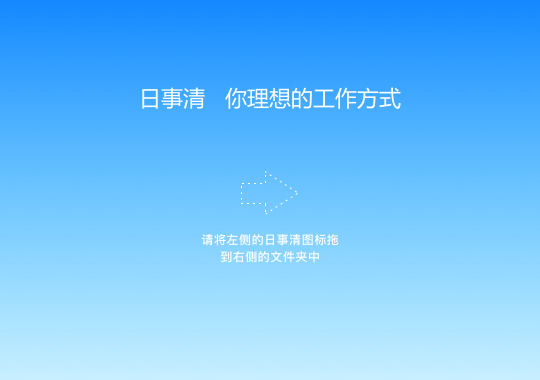 日事清 你理想的工作方式
请将左侧的日事清图标拖
到右侧的文件夹中